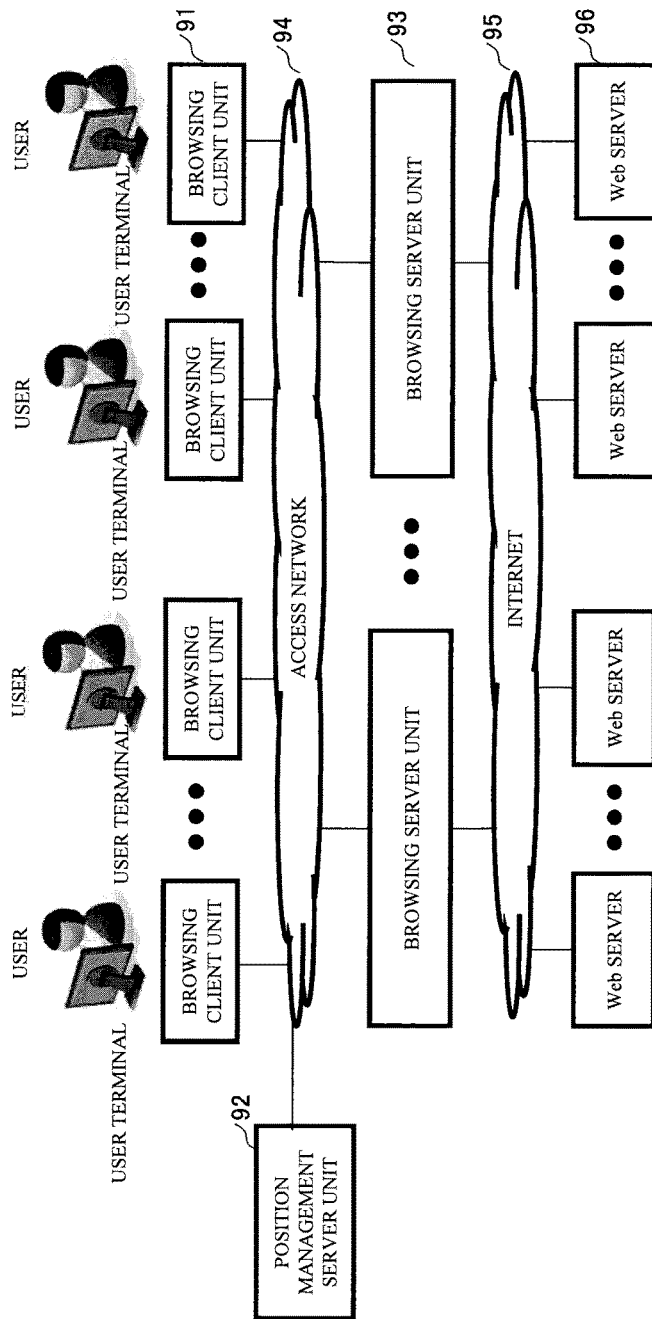 USER
USER
USER
USER
USER TERMINAL
USER TERMINAL
USER TERMINAL
USER TERMINAL
BROWSING
CLIENT UNIT
BROWSING
CLIENT UNIT
BROWSING
CLIENT UNIT
BROWSING
CLIENT UNIT
91
92
POSITION
MANAGEMENT
SERVER UNIT
ACCESS NETWORK
94
BROWSING SERVER UNIT
BROWSING SERVER UNIT
93
INTERNET
95
Web SERVER
Web SERVER
Web SERVER
Web SERVER
96